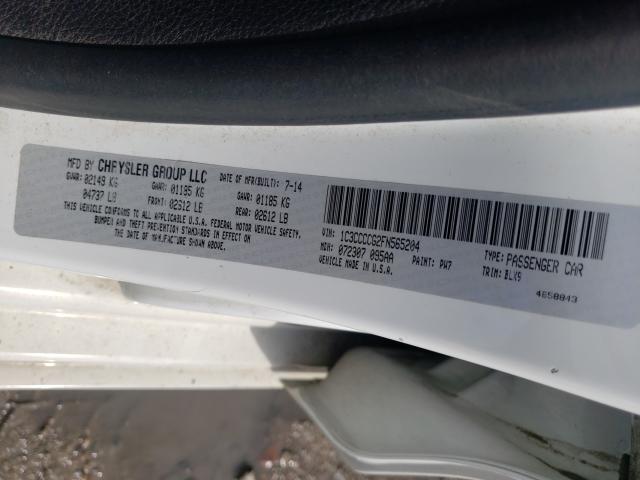 MFD BY CHRYSLER GROUP LLC DATE OF MFR(BUILT): 7-14
GVWR: 02149 KG GAWR: 01185 KG GAWR: 01185 KG
04737 LB FRONT: 02612 LB REAR: 02612 LB
THIS VEHICLE CONFORMS TO ALL APPLICABLE U.S.A. FEDERAL MOTOR VEHICLE SAFETY,
BUMPER AND THEFT PREVENTION STANDARDS IN EFFECT ON
THE DATE OF MANUFACTURE SHOWN ABOVE.
VIN: 1C3CCCCG2FN565204 TYPE: PASSENGER CAR
MDH: 072307 095AA PAINT: PW7 TRIM: BLX9
VEHICLE MADE IN U.S.A. 4658843